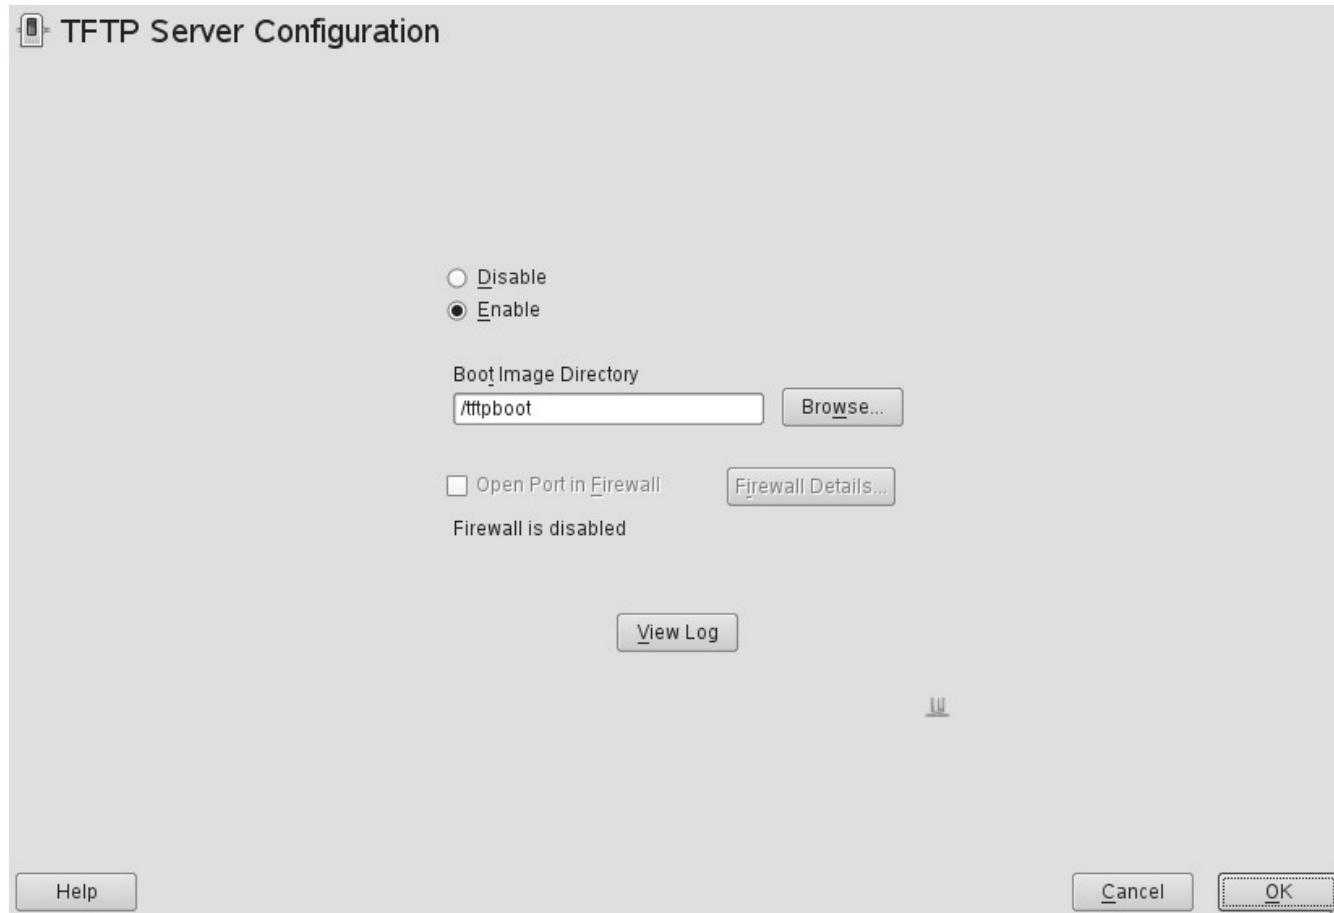 TFTP Server Configuration
Disable
Enable
Boot Image Directory
/tftpboot
Browse...
Open Port in Firewall
Firewall Details...
Firewall is disabled
View Log
Help
Cancel
OK